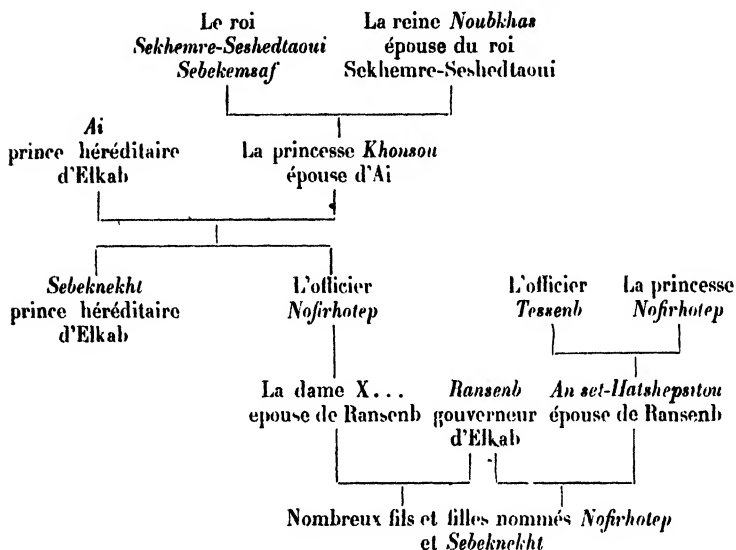 Le roi
Sekhemre-Seshedtaoui
Sebekemsaf
La reine Noubkhas
épouse du roi
Sekhemre-Seshedtaoui
Ai
prince héréditaire
d'Elkab
La princesse Khonsou
épouse d'Ai
Sebeknekht
prince héréditaire
d'Elkab
L'officier
Nofirhotep
L'officier
Tessenb
La princesse
Nofirhotep
La dame X...
epouse de Ransenb
Ransenb
gouverneur
d'Elkab
An set-Hatshepsitou
épouse de Ransenb
Nombreux fils et filles nommés Nofirhotep
et Sebeknekht